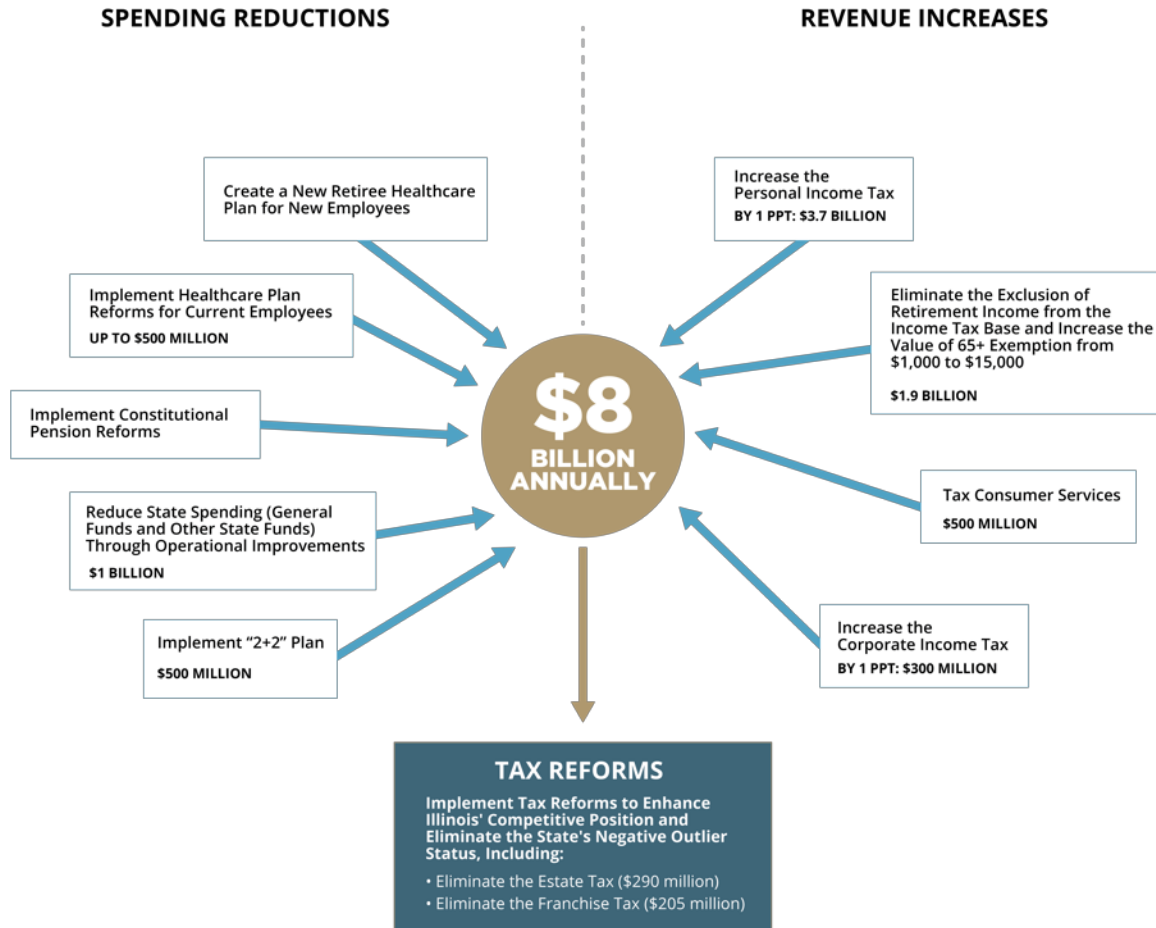 SPENDING REDUCTIONS
REVENUE INCREASES
Create a New Retiree Healthcare
Plan for New Employees
Implement Healthcare Plan
Reforms for Current Employees
UP TO $500 MILLION
Implement Constitutional
Pension Reforms
Reduce State Spending (General
Funds and Other State Funds)
Through Operational Improvements
$1 BILLION
Implement “2+2” Plan
$500 MILLION
$8
BILLION
ANNUALLY
Increase the
Personal Income Tax
BY 1 PPT: $3.7 BILLION
Eliminate the Exclusion of
Retirement Income from the
Income Tax Base and Increase the
Value of 65+ Exemption from
$1,000 to $15,000
$1.9 BILLION
Tax Consumer Services
$500 MILLION
Increase the
Corporate Income Tax
BY 1 PPT: $300 MILLION
TAX REFORMS
Implement Tax Reforms to Enhance
Illinois' Competitive Position and
Eliminate the State's Negative Outlier
Status, Including:
• Eliminate the Estate Tax ($290 million)
• Eliminate the Franchise Tax ($205 million)